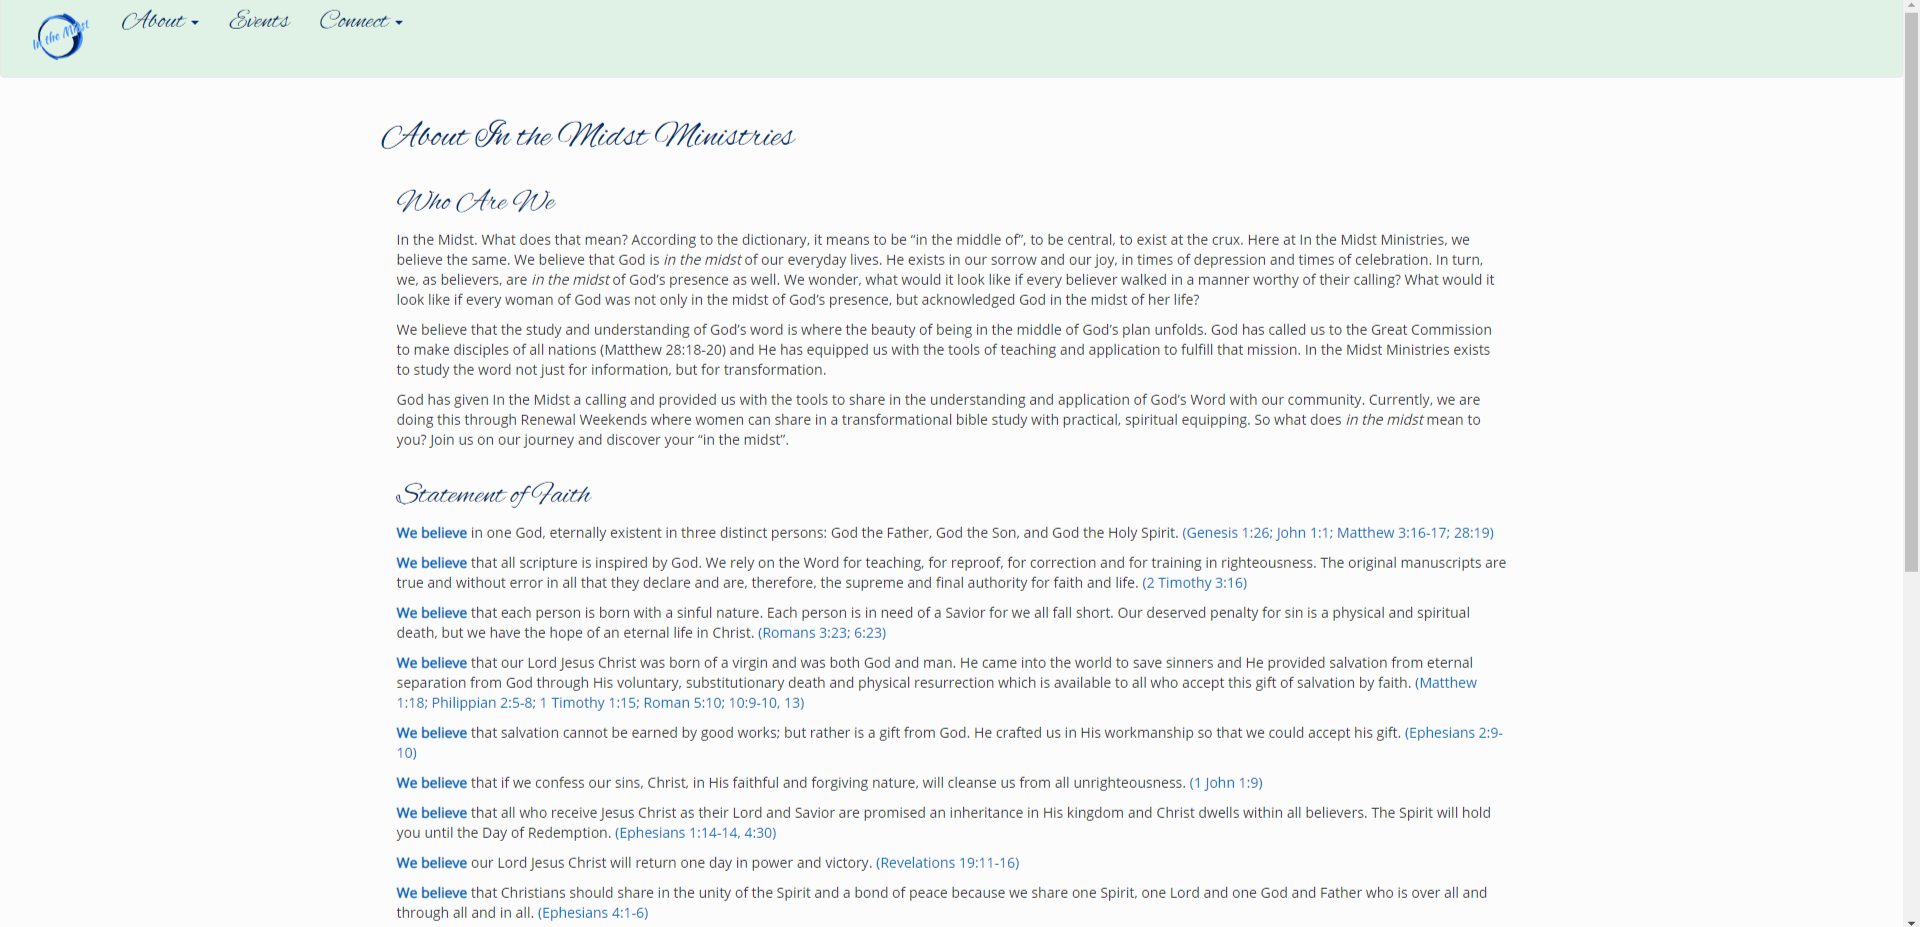 In the Midst
About
Events
Connect
About In the Midst Ministries
Who Are We
In the Midst. What does that mean? According to the dictionary, it means to be “in the middle of”, to be central, to exist at the crux. Here at In the Midst Ministries, we
believe the same. We believe that God is in the midst of our everyday lives. He exists in our sorrow and our joy, in times of depression and times of celebration. In turn,
we, as believers, are in the midst of God’s presence as well. We wonder, what would it look like if every believer walked in a manner worthy of their calling? What would it
look like if every woman of God was not only in the midst of God’s presence, but acknowledged God in the midst of her life?
We believe that the study and understanding of God’s word is where the beauty of being in the middle of God’s plan unfolds. God has called us to the Great Commission
to make disciples of all nations (Matthew 28:18-20) and He has equipped us with the tools of teaching and application to fulfill that mission. In the Midst Ministries exists
to study the word not just for information, but for transformation.
God has given In the Midst a calling and provided us with the tools to share in the understanding and application of God’s Word with our community. Currently, we are
doing this through Renewal Weekends where women can share in a transformational bible study with practical, spiritual equipping. So what does in the midst mean to
you? Join us on our journey and discover your “in the midst”.
Statement of Faith
We believe in one God, eternally existent in three distinct persons: God the Father, God the Son, and God the Holy Spirit. (Genesis 1:26; John 1:1; Matthew 3:16-17; 28:19)
We believe that all scripture is inspired by God. We rely on the Word for teaching, for reproof, for correction and for training in righteousness. The original manuscripts are
true and without error in all that they declare and are, therefore, the supreme and final authority for faith and life. (2 Timothy 3:16)
We believe that each person is born with a sinful nature. Each person is in need of a Savior for we all fall short. Our deserved penalty for sin is a physical and spiritual
death, but we have the hope of an eternal life in Christ. (Romans 3:23; 6:23)
We believe that our Lord Jesus Christ was born of a virgin and was both God and man. He came into the world to save sinners and He provided salvation from eternal
separation from God through His voluntary, substitutionary death and physical resurrection which is available to all who accept this gift of salvation by faith. (Matthew
1:18; Philippian 2:5-8; 1 Timothy 1:15; Roman 5:10; 10:9-10, 13)
We believe that salvation cannot be earned by good works; but rather is a gift from God. He crafted us in His workmanship so that we could accept his gift. (Ephesians 2:9-
10)
We believe that if we confess our sins, Christ, in His faithful and forgiving nature, will cleanse us from all unrighteousness. (1 John 1:9)
We believe that all who receive Jesus Christ as their Lord and Savior are promised an inheritance in His kingdom and Christ dwells within all believers. The Spirit will hold
you until the Day of Redemption. (Ephesians 1:14-14, 4:30)
We believe our Lord Jesus Christ will return one day in power and victory. (Revelations 19:11-16)
We believe that Christians should share in the unity of the Spirit and a bond of peace because we share one Spirit, one Lord and one God and Father who is over all and
through all and in all. (Ephesians 4:1-6)